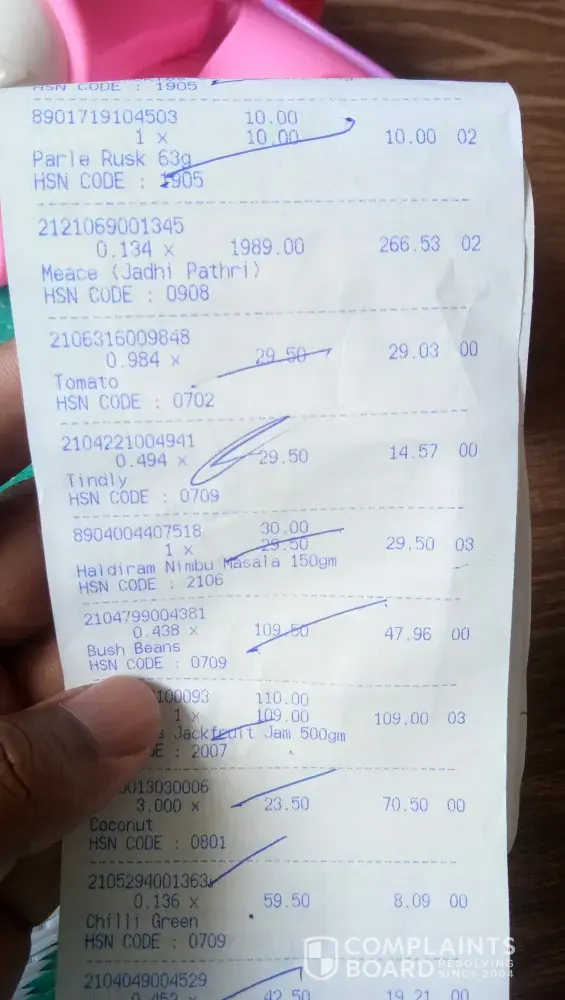 HSN CODE : 1905
8901719104503 10.00
1 x 10.00 10.00 02
Parle Rusk 63g
HSN CODE : 1905
2121069001345
0.134 x 1989.00 266.53 02
Meace (Jadhi Pathri)
HSN CODE : 0908
2106316009848
0.984 x 29.50 29.03 00
Tomato
HSN CODE : 0702
2104221004941
0.494 x 29.50 14.57 00
Tindly
HSN CODE : 0709
8904004407518 30.00
1 x 29.50 29.50 03
Haldiram Nimbu Masala 150gm
HSN CODE : 2106
2104799004381
0.438 x 109.50 47.96 00
Bush Beans
HSN CODE : 0709
100093 110.00
1 x 109.00 109.00 03
s Jackfruit Jam 500gm
DE : 2007
013030006
3.000 x 23.50 70.50 00
Coconut
HSN CODE : 0801
2105294001363
0.136 x 59.50 8.09 00
Chilli Green
HSN CODE : 0709
2104049004529
0.452 x 42.50 19.21 00
COMPLAINTS
BOARD RESOLVING
SINCE 2004